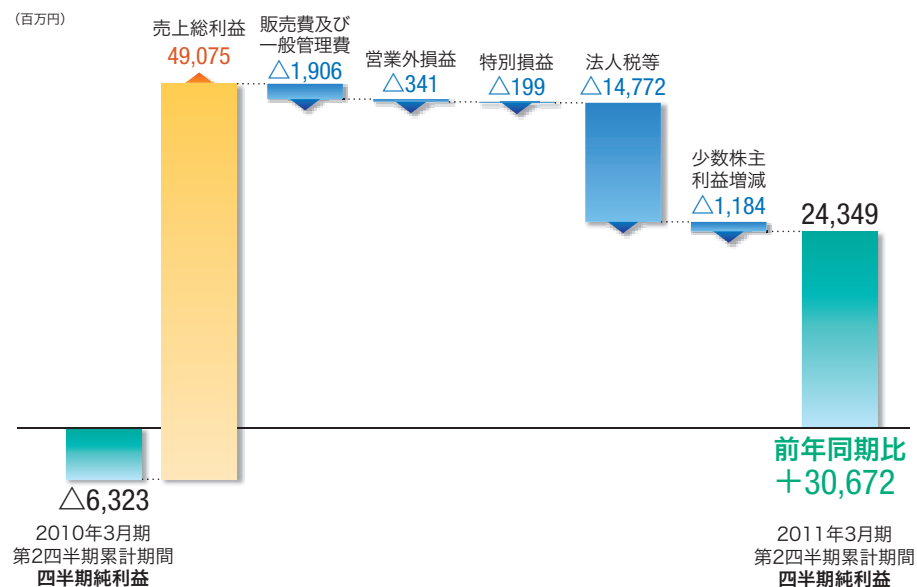 （百万円）
売上総利益
49,075
販売費及び
一般管理費
△1,906
営業外損益
△341
特別損益
△199
法人税等
△14,772
少数株主
利益増減
△1,184
24,349
前年同期比
＋30,672
△6,323
2010年3月期
第2四半期累計期間
四半期純利益
2011年3月期
第2四半期累計期間
四半期純利益